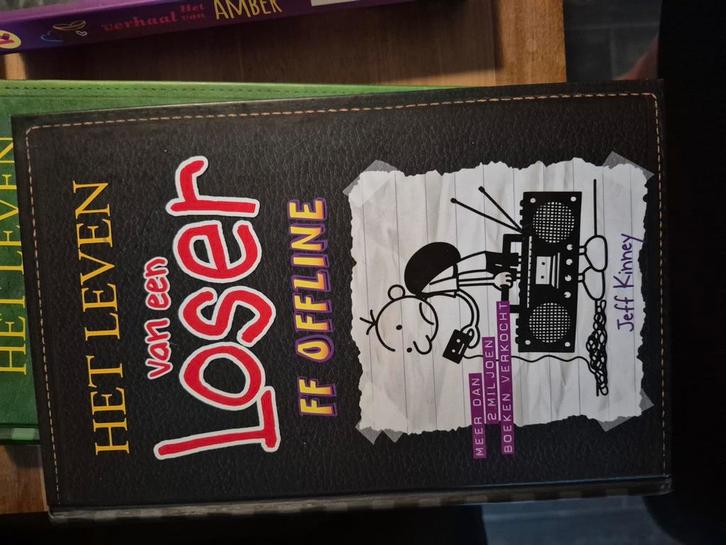 Het
verhaal van
AMBER
HET LEVEN
HET LEVEN
van een
Loser
FF OFFLINE
MEER DAN
2 MILJOEN
BOEKEN VERKOCHT
Jeff Kinney